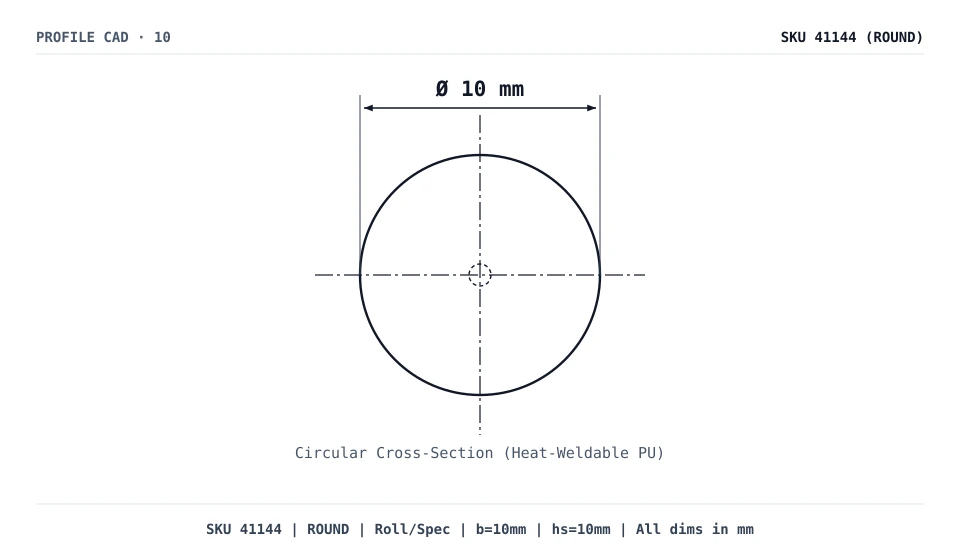 PROFILE CAD · 10
SKU 41144 (ROUND)
Ø 10 mm
Circular Cross-Section (Heat-Weldable PU)
SKU 41144 | ROUND | Roll/Spec | b=10mm | hs=10mm | All dims in mm